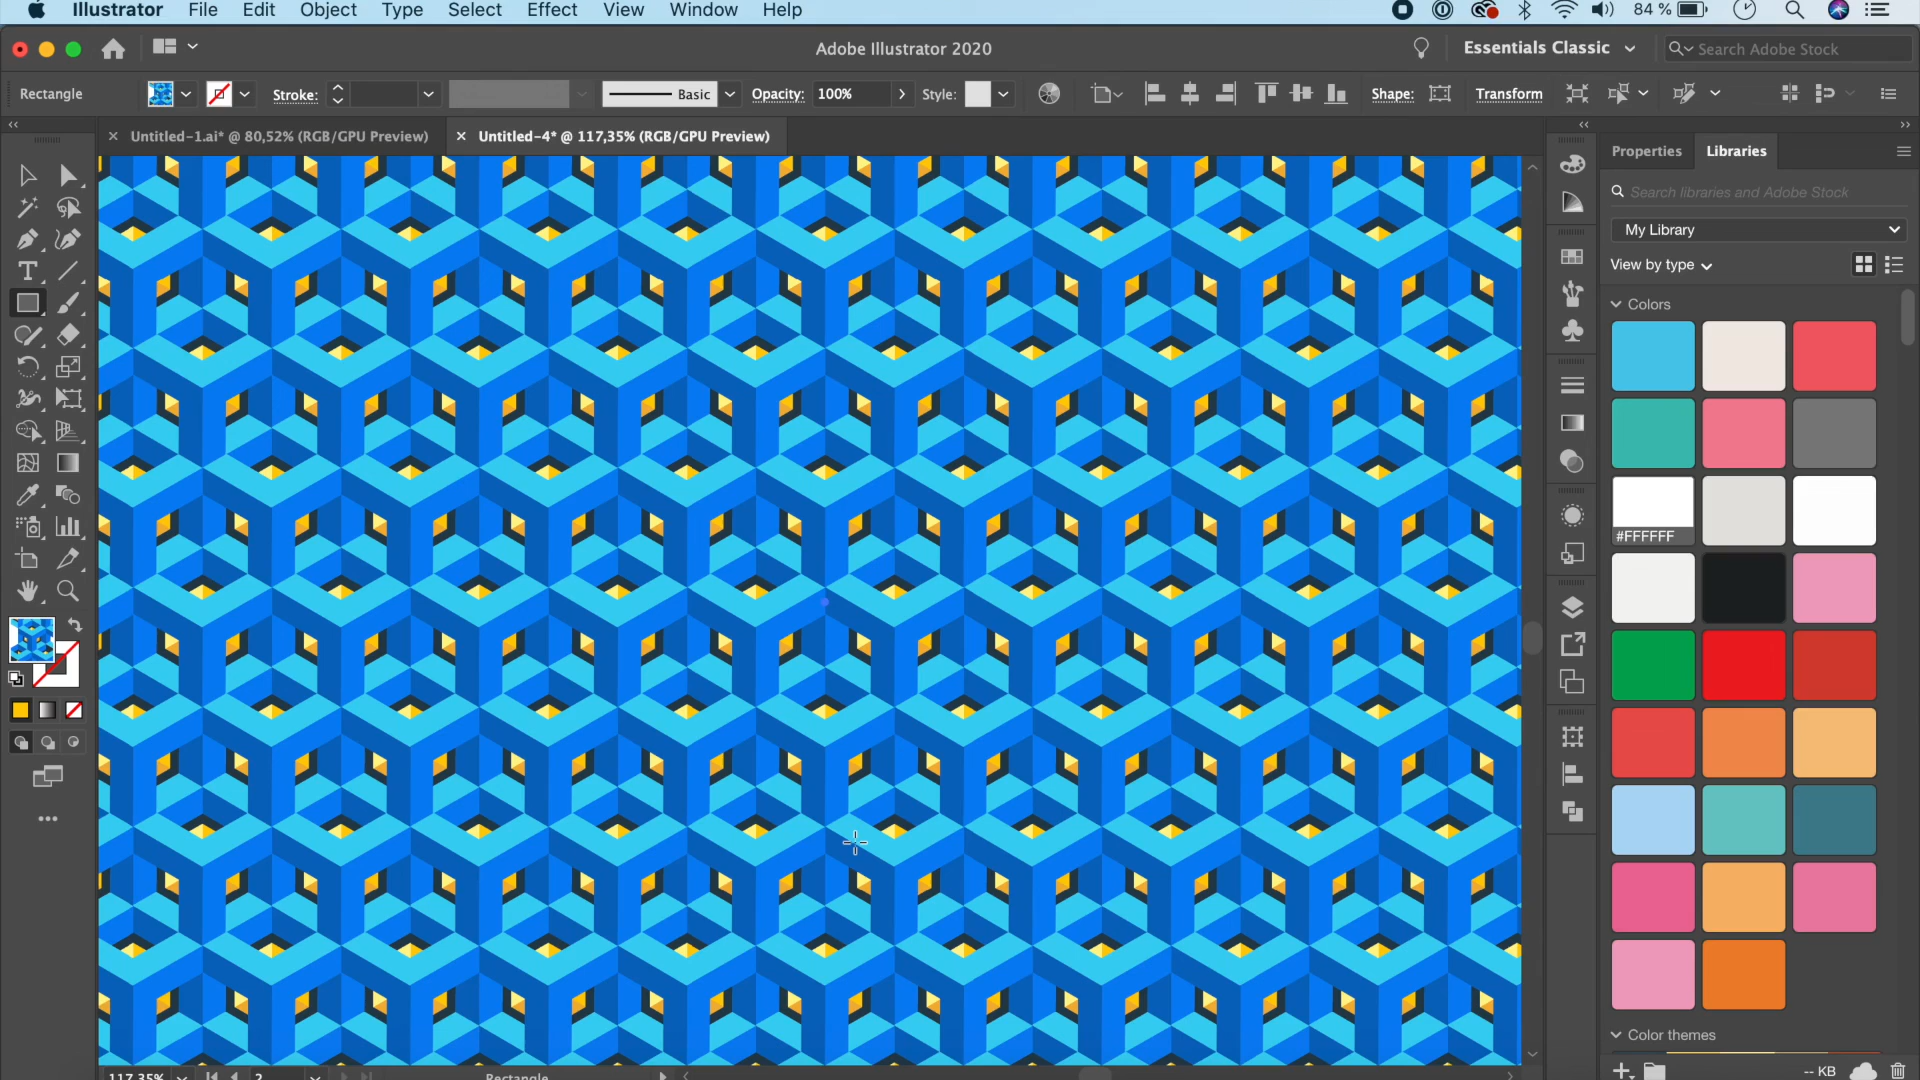 Illustrator File Edit Object Type Select Effect View Window Help 84 %
Adobe Illustrator 2020 Essentials Classic Search Adobe Stock
Rectangle Stroke: Basic Opacity: 100% Style: Shape: Transform
Untitled-1.ai* @ 80,52% (RGB/GPU Preview) Untitled-4* @ 117,35% (RGB/GPU Preview)
Properties Libraries
Search libraries and Adobe Stock
My Library
View by type
Colors
#FFFFFF
Color themes
-- KB
117,35% 2 Rectangle